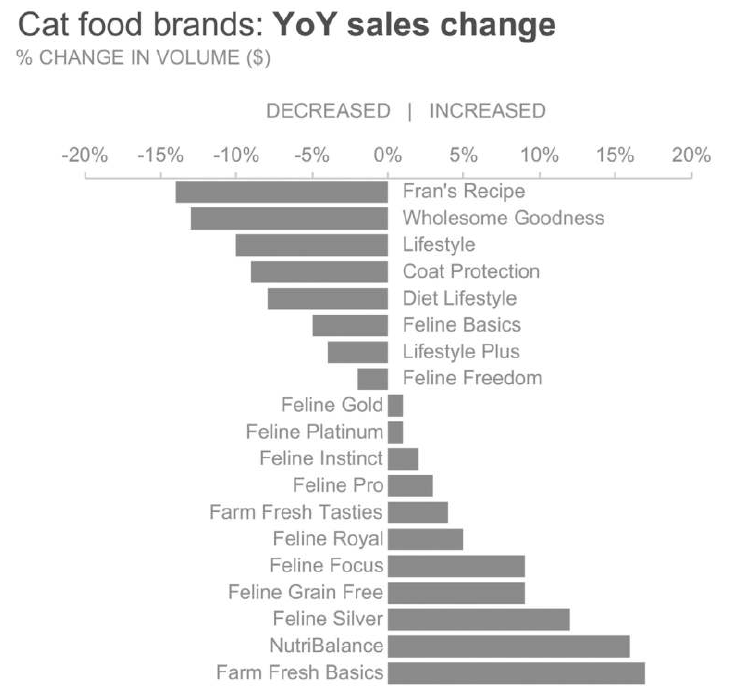 Cat food brands: YoY sales change
% CHANGE IN VOLUME ($)
DECREASED | INCREASED
-20% -15% -10% -5% 0% 5% 10% 15% 20%
Fran's Recipe
Wholesome Goodness
Lifestyle
Coat Protection
Diet Lifestyle
Feline Basics
Lifestyle Plus
Feline Freedom
Feline Gold
Feline Platinum
Feline Instinct
Feline Pro
Farm Fresh Tasties
Feline Royal
Feline Focus
Feline Grain Free
Feline Silver
NutriBalance
Farm Fresh Basics